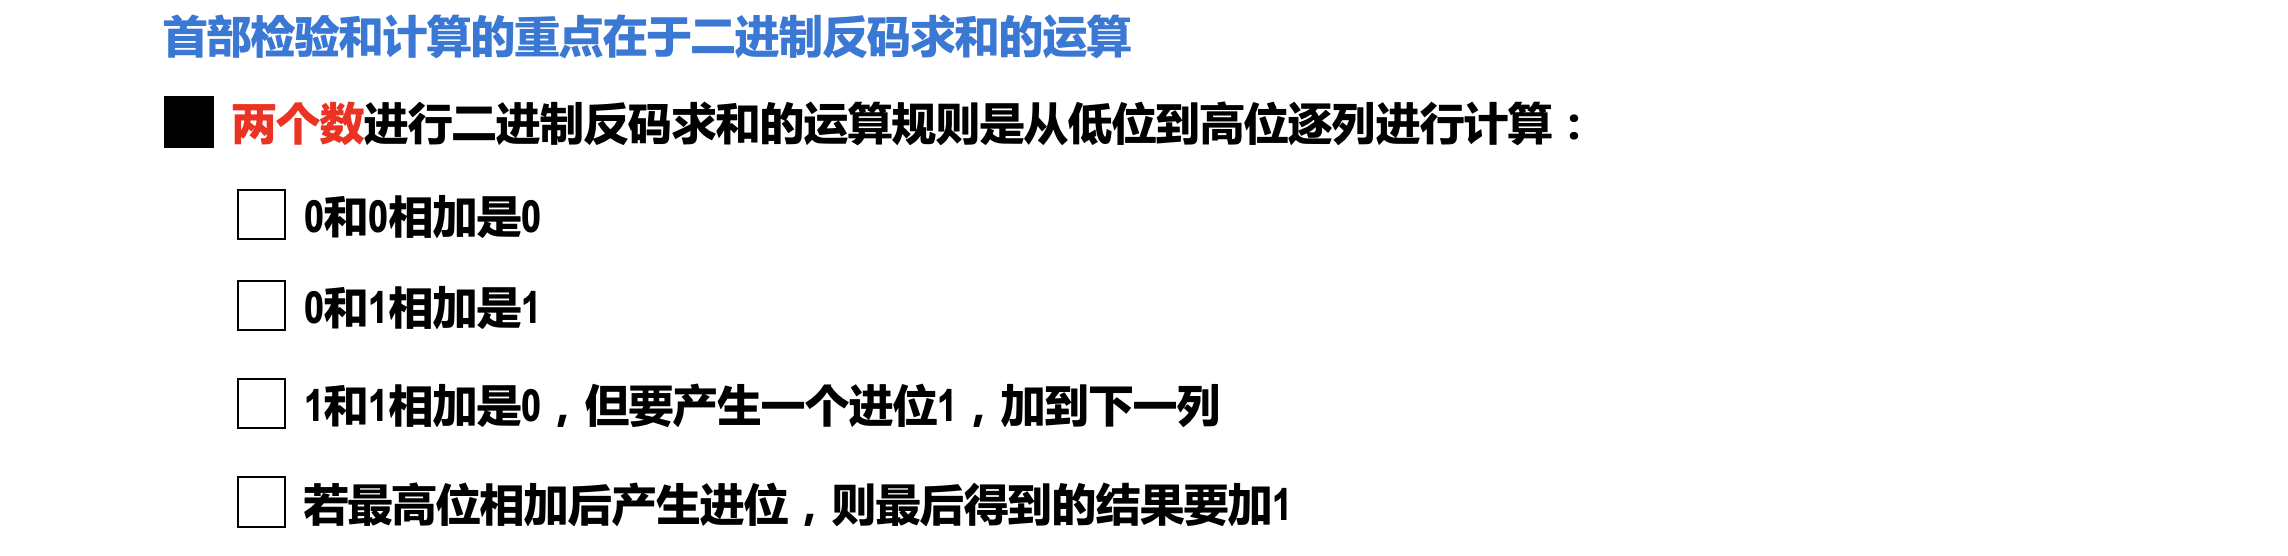 首部检验和计算的重点在于二进制反码求和的运算
两个数进行二进制反码求和的运算规则是从低位到高位逐列进行计算：
0和0相加是0
0和1相加是1
1和1相加是0，但要产生一个进位1，加到下一列
若最高位相加后产生进位，则最后得到的结果要加1